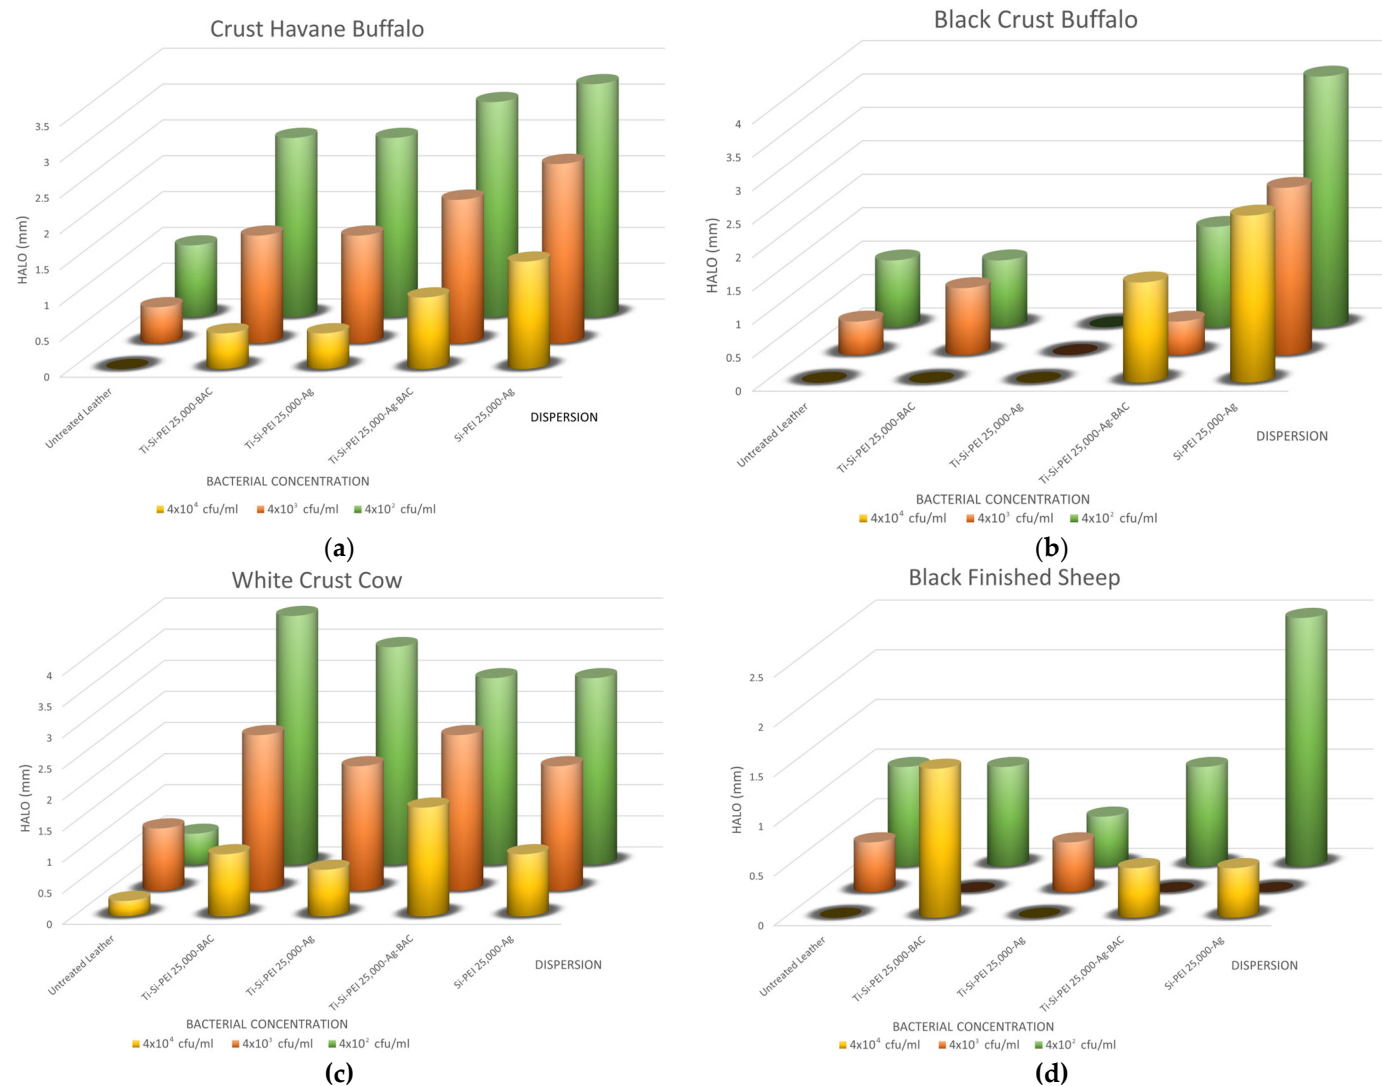 (a)
Crust Havane Buffalo
HALO (mm)
3.5
3
2.5
2
1.5
1
0.5
0
Untreated Leather
Ti-Si-PEI 25,000-BAC
Ti-Si-PEI 25,000-Ag
Ti-Si-PEI 25,000-Ag-BAC
Si-PEI 25,000-Ag
DISPERSION
BACTERIAL CONCENTRATION
4x10⁴ cfu/ml 4x10³ cfu/ml 4x10² cfu/ml
(a)
b)
Black Crust Buffalo
HALO (mm)
4
3.5
3
2.5
2
1.5
1
0.5
0
Untreated Leather
Ti-Si-PEI 25,000-BAC
Ti-Si-PEI 25,000-Ag
Ti-Si-PEI 25,000-Ag-BAC
Si-PEI 25,000-Ag
DISPERSION
BACTERIAL CONCENTRATION
4x10⁴ cfu/ml 4x10³ cfu/ml 4x10² cfu/ml
(b)
White Crust Cow
HALO (mm)
4
3.5
3
2.5
2
1.5
1
0.5
0
Untreated Leather
Ti-Si-PEI 25,000-BAC
Ti-Si-PEI 25,000-Ag
Ti-Si-PEI 25,000-Ag-BAC
Si-PEI 25,000-Ag
DISPERSION
BACTERIAL CONCENTRATION
4x10⁴ cfu/ml 4x10³ cfu/ml 4x10² cfu/ml
(c)
Black Finished Sheep
HALO (mm)
2.5
2
1.5
1
0.5
0
Untreated Leather
Ti-Si-PEI 25,000-BAC
Ti-Si-PEI 25,000-Ag
Ti-Si-PEI 25,000-Ag-BAC
Si-PEI 25,000-Ag
DISPERSION
BACTERIAL CONCENTRATION
4x10⁴ cfu/ml 4x10³ cfu/ml 4x10² cfu/ml
(d)